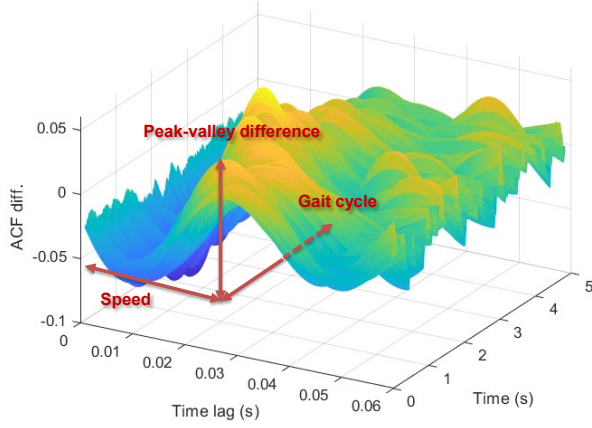 0.05
Peak-valley difference
0
Gait cycle
ACF diff.
-0.05
Speed
-0.1
0
0.01
0.02
0.03
0.04
0.05
0.06
Time lag (s)
0
1
2
3
4
5
Time (s)